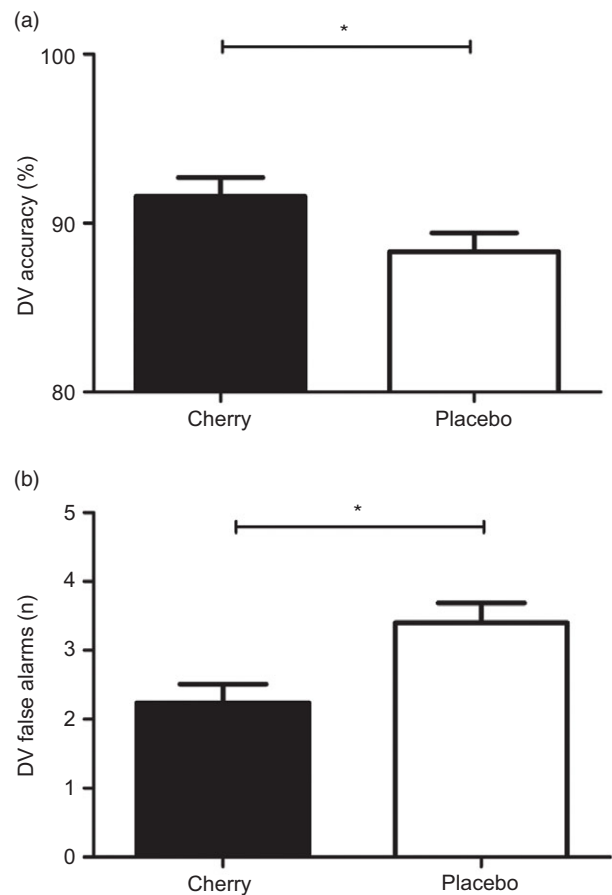 (a)
*
100
90
80
DV accuracy (%)
Cherry Placebo
(b)
*
5
4
3
2
1
0
DV false alarms (n)
Cherry Placebo